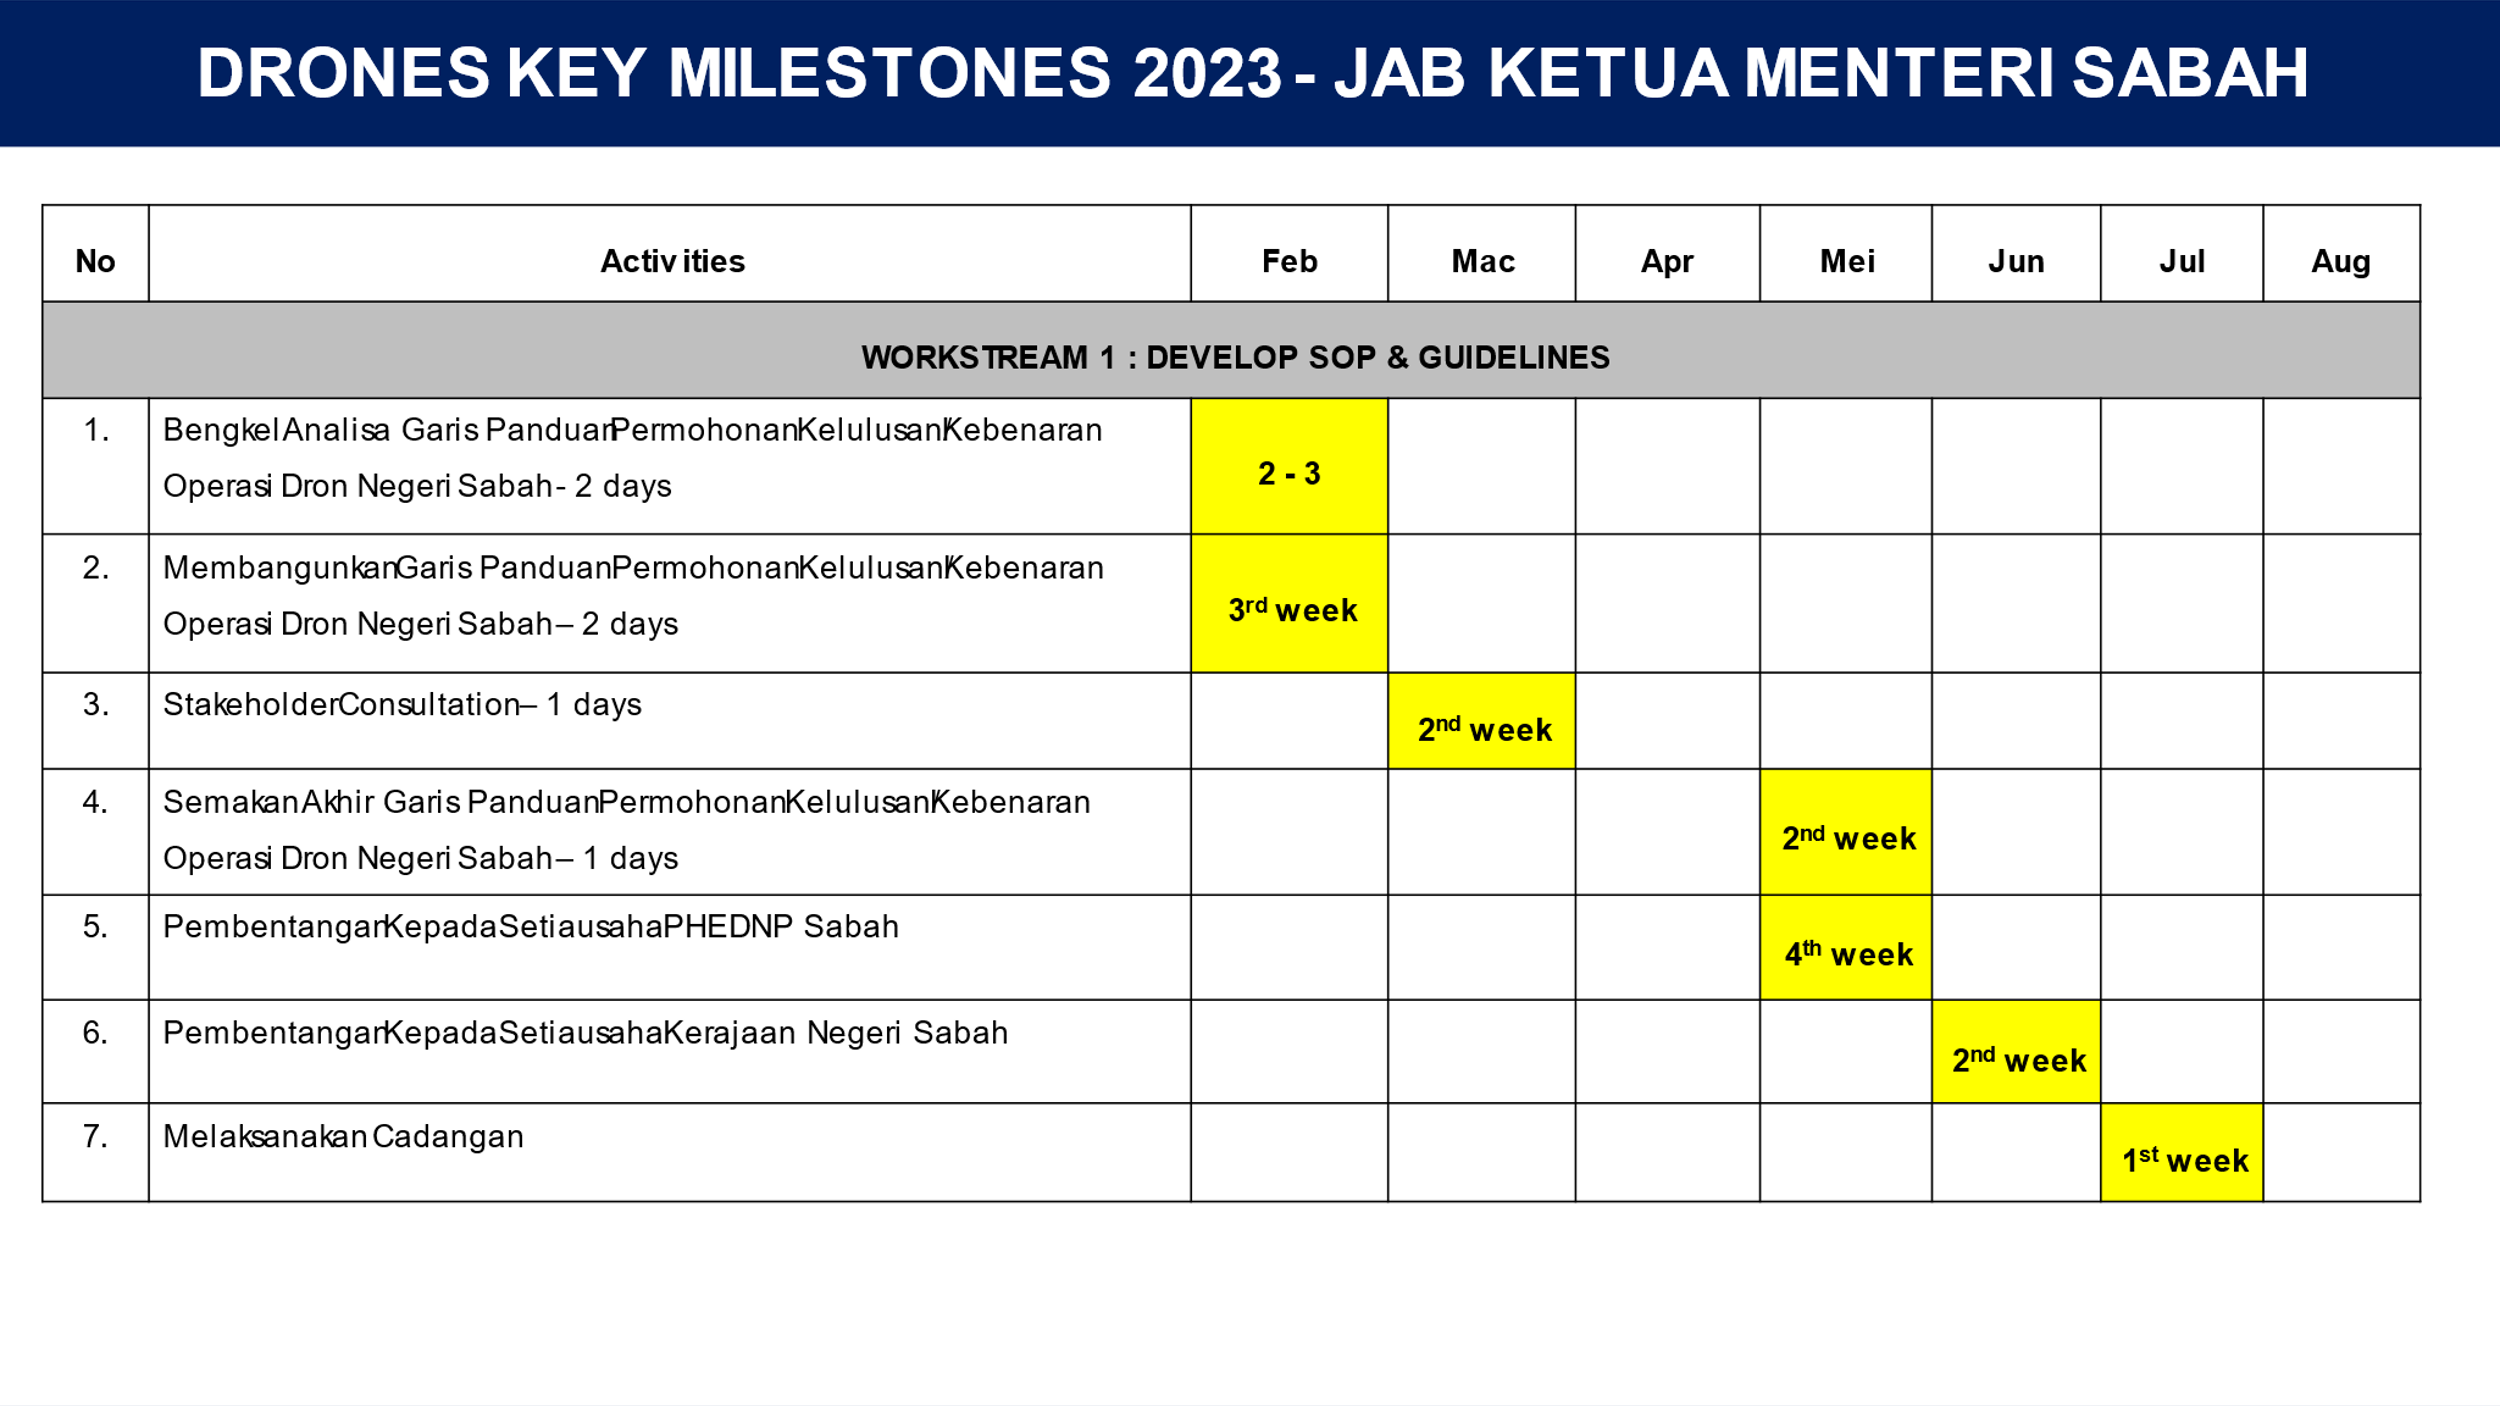 DRONES KEY MILESTONES 2023 - JAB KETUA MENTERI SABAH
No Activities Feb Mac Apr Mei Jun Jul Aug
WORKSTREAM 1 : DEVELOP SOP & GUIDELINES
1. Bengkel Analisa Garis Panduan Permohonan Kelulusan/Kebenaran
Operasi Dron Negeri Sabah - 2 days
2 - 3
2. Membangunkan Garis Panduan Permohonan Kelulusan/Kebenaran
Operasi Dron Negeri Sabah – 2 days
3rd week
3. Stakeholder Consultation – 1 days
2nd week
4. Semakan Akhir Garis Panduan Permohonan Kelulusan/Kebenaran
Operasi Dron Negeri Sabah – 1 days
2nd week
5. Pembentangan Kepada Setiausaha PHEDNP Sabah
4th week
6. Pembentangan Kepada Setiausaha Kerajaan Negeri Sabah
2nd week
7. Melaksanakan Cadangan
1st week